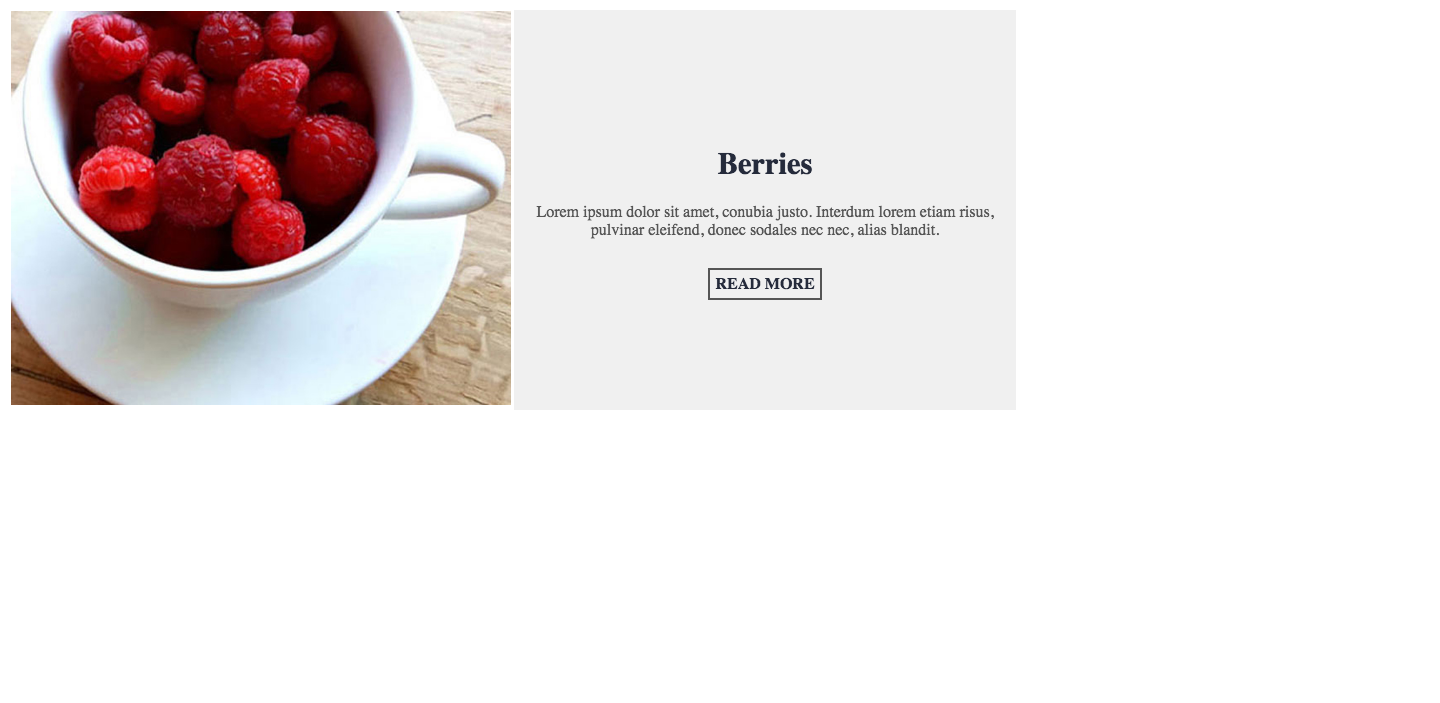 Berries
Lorem ipsum dolor sit amet, conubia justo. Interdum lorem etiam risus,
pulvinar eleifend, donec sodales nec nec, alias blandit.
READ MORE